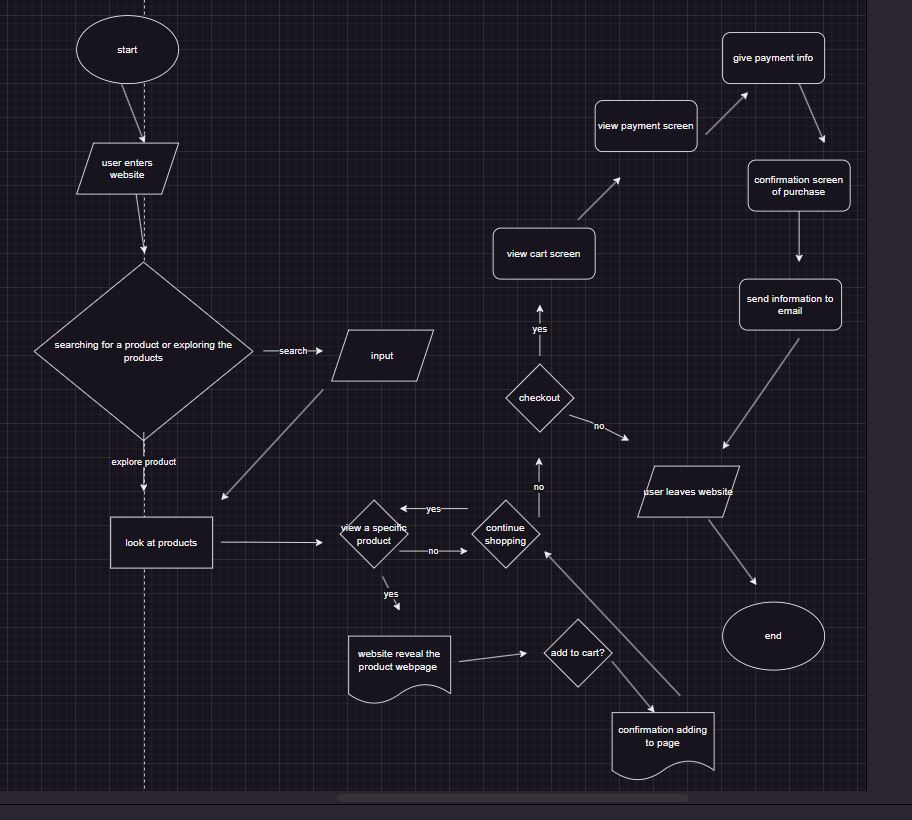 start
give payment info
view payment screen
user enters
website
confirmation screen
of purchase
view cart screen
send information to
email
searching for a product or exploring the
products
search
input
yes
checkout
no
explore product
no
user leaves website
look at products
view a specific
product
yes
no
continue
shopping
yes
website reveal the
product webpage
add to cart?
end
confirmation adding
to page